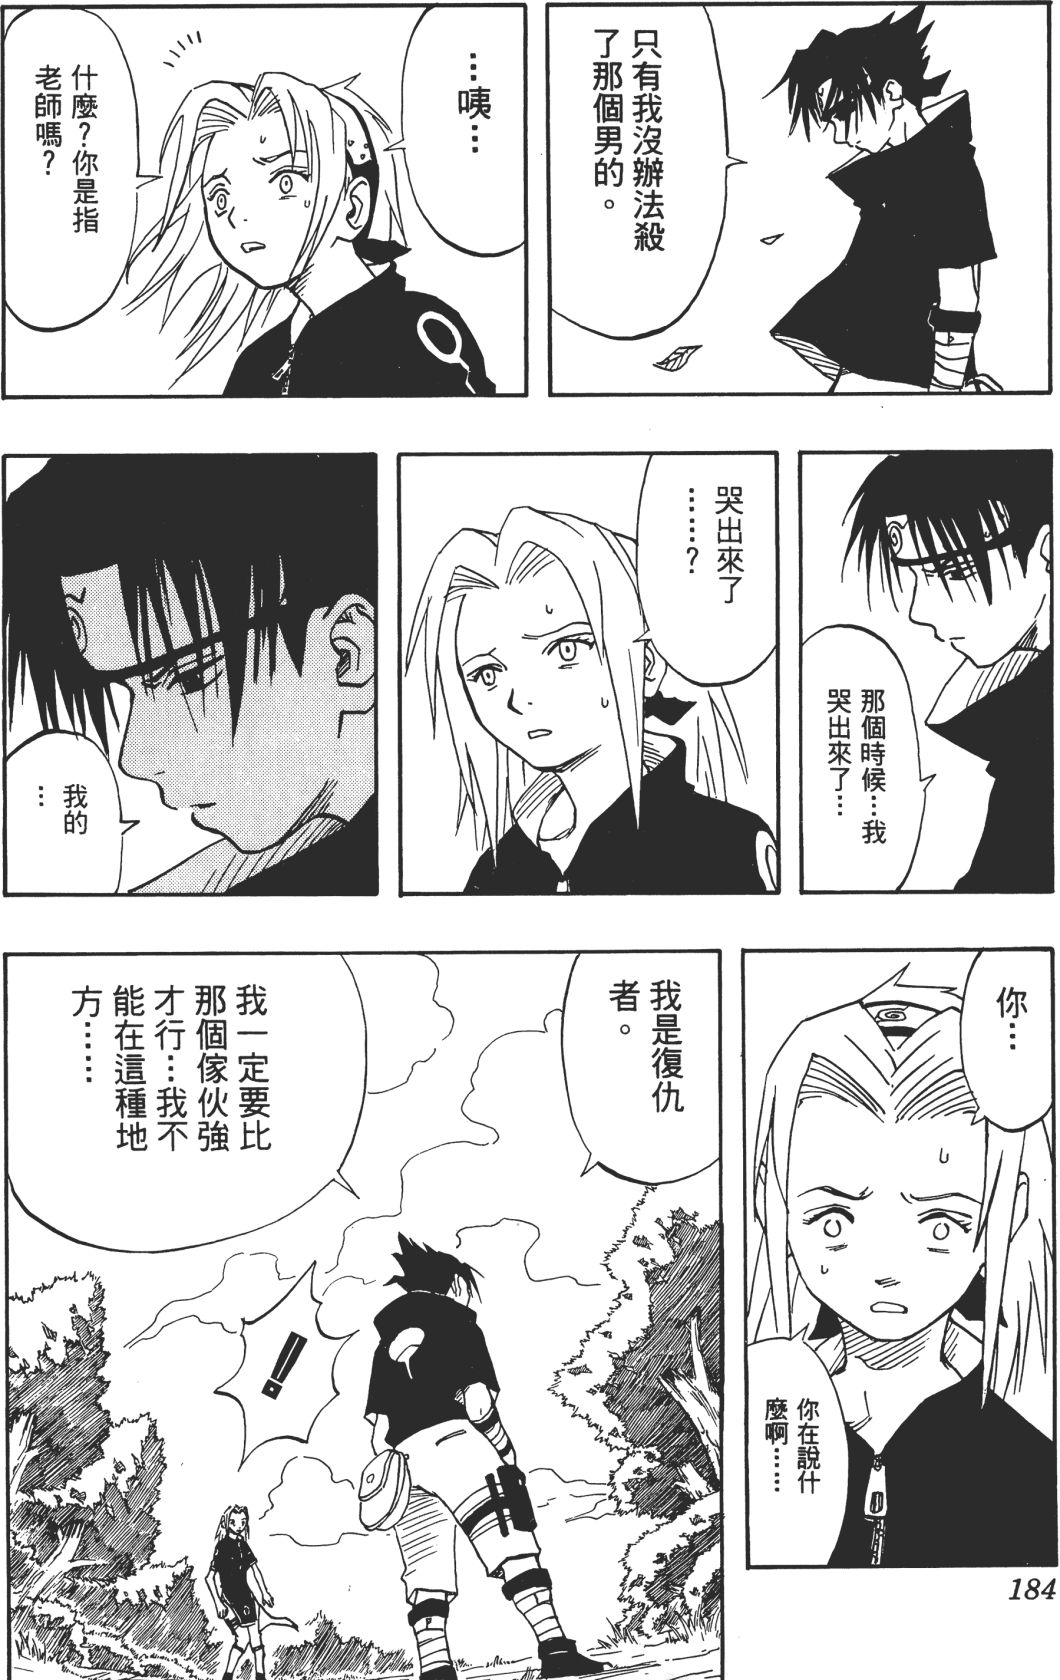 只有我沒辦法殺
了那個男的。
…咦…
什麼？你是指
老師嗎？
那個時候…我
哭出來了…
哭出來了
……？
我的
…
你…
你在說什
麼啊……
我是復仇
者。
我一定要比
那個傢伙強
才行…我不
能在這種地
方……
！
184